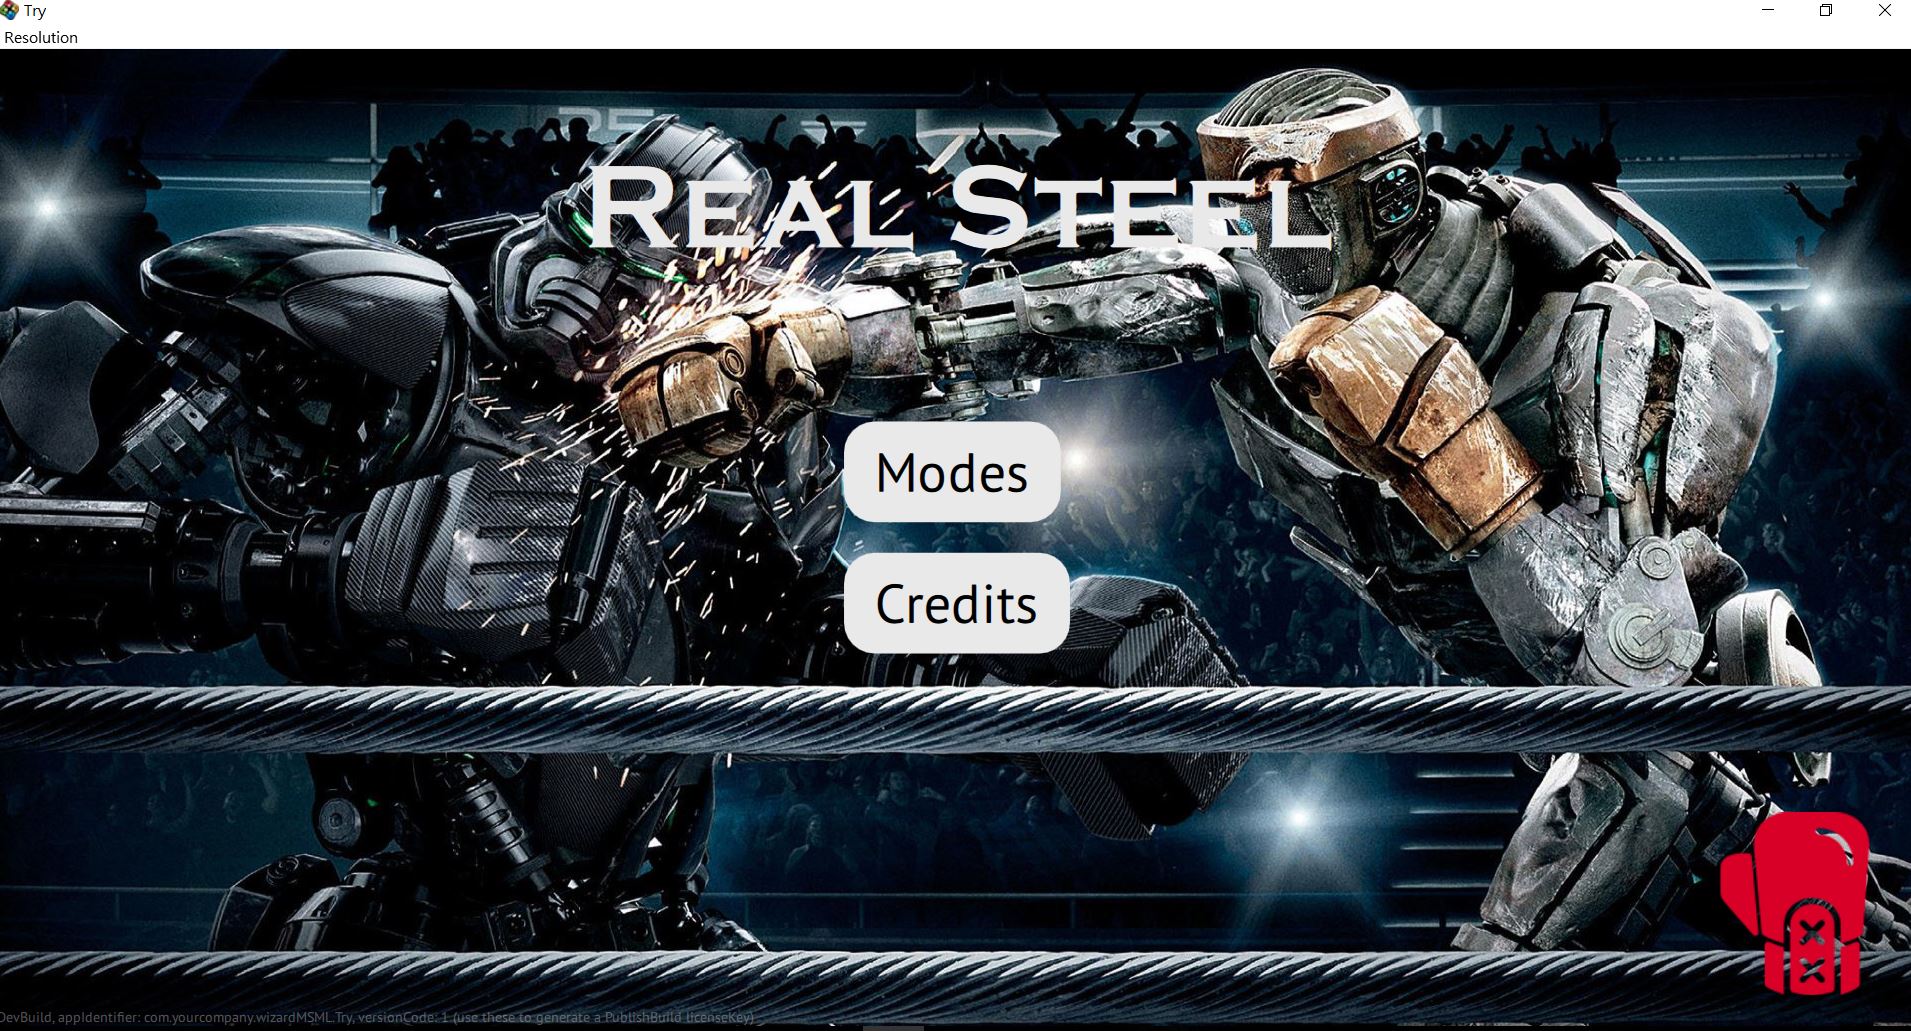 Try
Resolution
REAL STEEL
Modes
Credits
DevBuild, appIdentifier: com.yourcompany.wizardMSML.Try, versionCode: 1 (use these to generate a PublishBuild licenseKey)